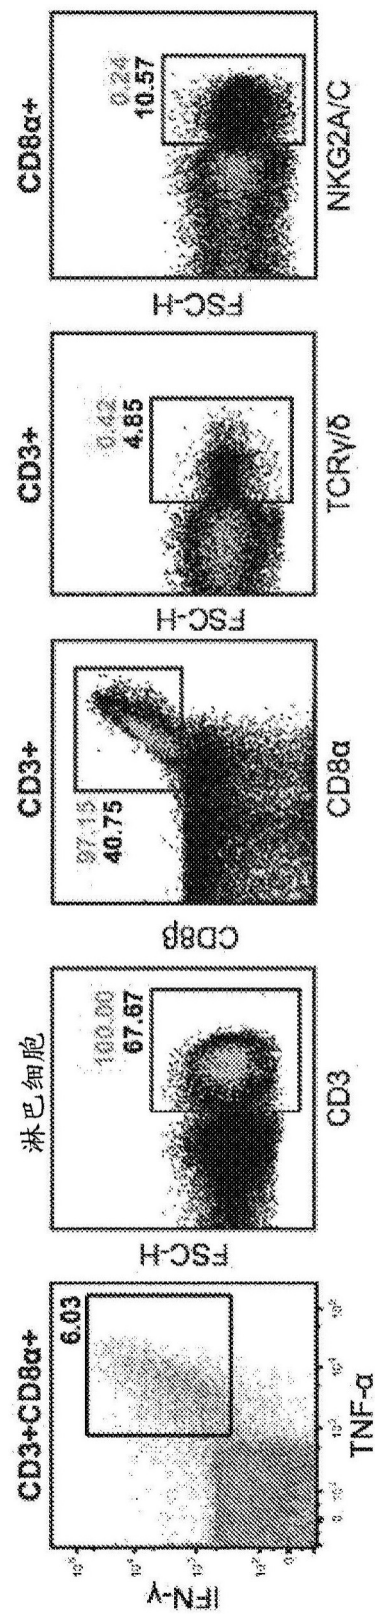 CD3+CD8α+
6.03
IFN-γ
TNF-α
淋巴细胞
100.00
67.67
FSC-H
CD3
CD3+
97.15
40.75
CD8β
CD8α
CD3+
0.42
4.85
FSC-H
TCRγ/δ
CD8α+
0.24
10.57
FSC-H
NKG2A/C